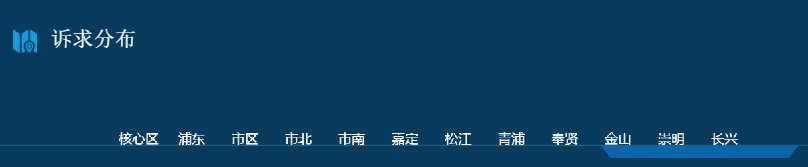 诉求分布
核心区 浦东 市区 市北 市南 嘉定 松江 青浦 奉贤 金山 崇明 长兴